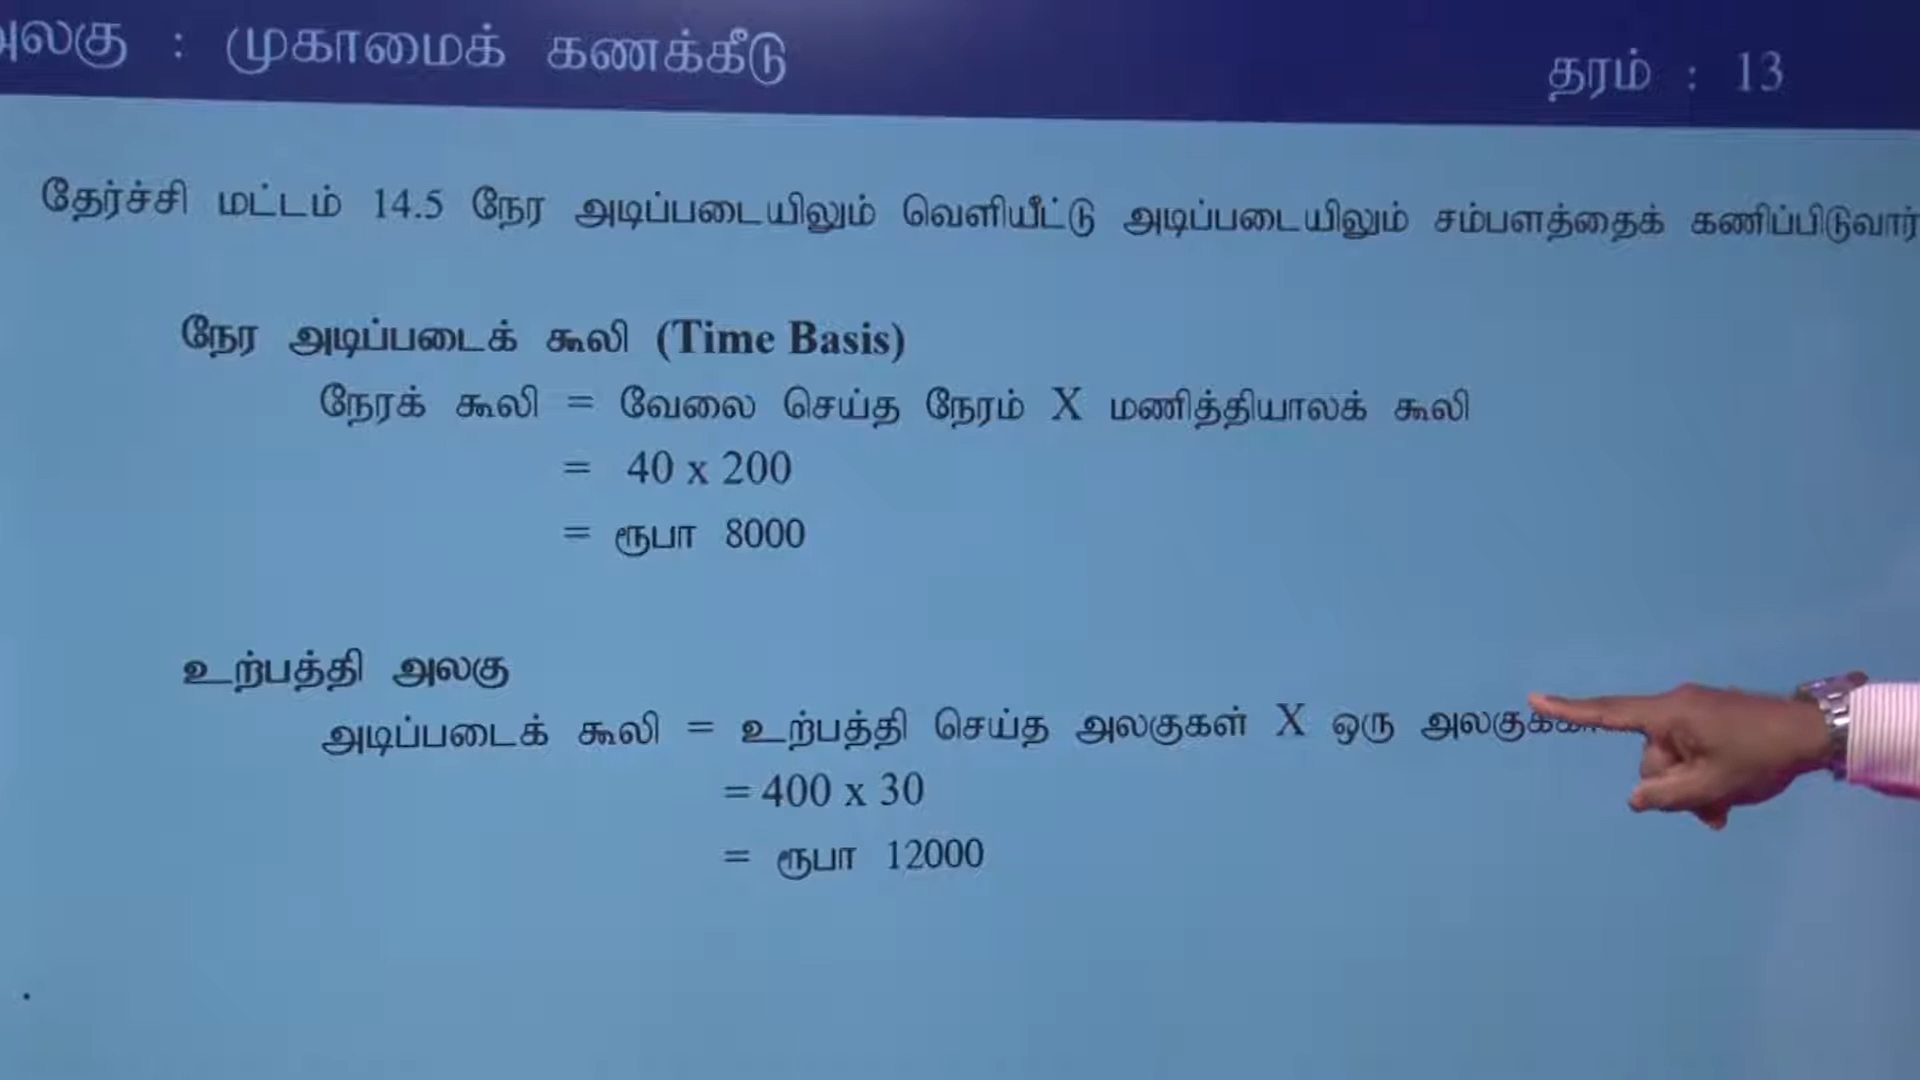 அலகு : முகாமைக் கணக்கீடு
தரம் : 13
தேர்ச்சி மட்டம் 14.5 நேர அடிப்படையிலும் வெளியீட்டு அடிப்படையிலும் சம்பளத்தைக் கணிப்பிடுவார்
நேர அடிப்படைக் கூலி (Time Basis)
நேரக் கூலி = வேலை செய்த நேரம் X மணித்தியாலக் கூலி
= 40 x 200
= ரூபா 8000
உற்பத்தி அலகு
அடிப்படைக் கூலி = உற்பத்தி செய்த அலகுகள் X ஒரு
= 400 x 30
= ரூபா 12000